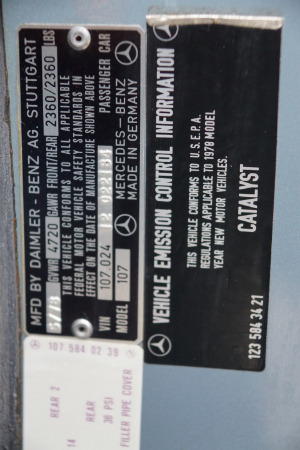 MFD BY DAIMLER - BENZ AG. STUTTGART
5/78 GVWR 4720 GAWR FRONT/REAR 2360/2360 LBS
THIS VEHICLE CONFORMS TO ALL APPLICABLE
FEDERAL MOTOR VEHICLE SAFETY STANDARDS IN
EFFECT ON THE DATE OF MANUFACTURE SHOWN ABOVE
VIN 107.024 12 PASSENGER CAR
MODEL 107 MERCEDES-BENZ
MADE IN GERMANY
VEHICLE EMISSION CONTROL INFORMATION
THIS VEHICLE CONFORMS TO U.S.E.P.A.
REGULATIONS APPLICABLE TO 1978 MODEL
YEAR NEW MOTOR VEHICLES.
CATALYST
123 584 34 21
107 584 02 39
REAR 2
14 REAR
38 PSI
FILLER PIPE COVER